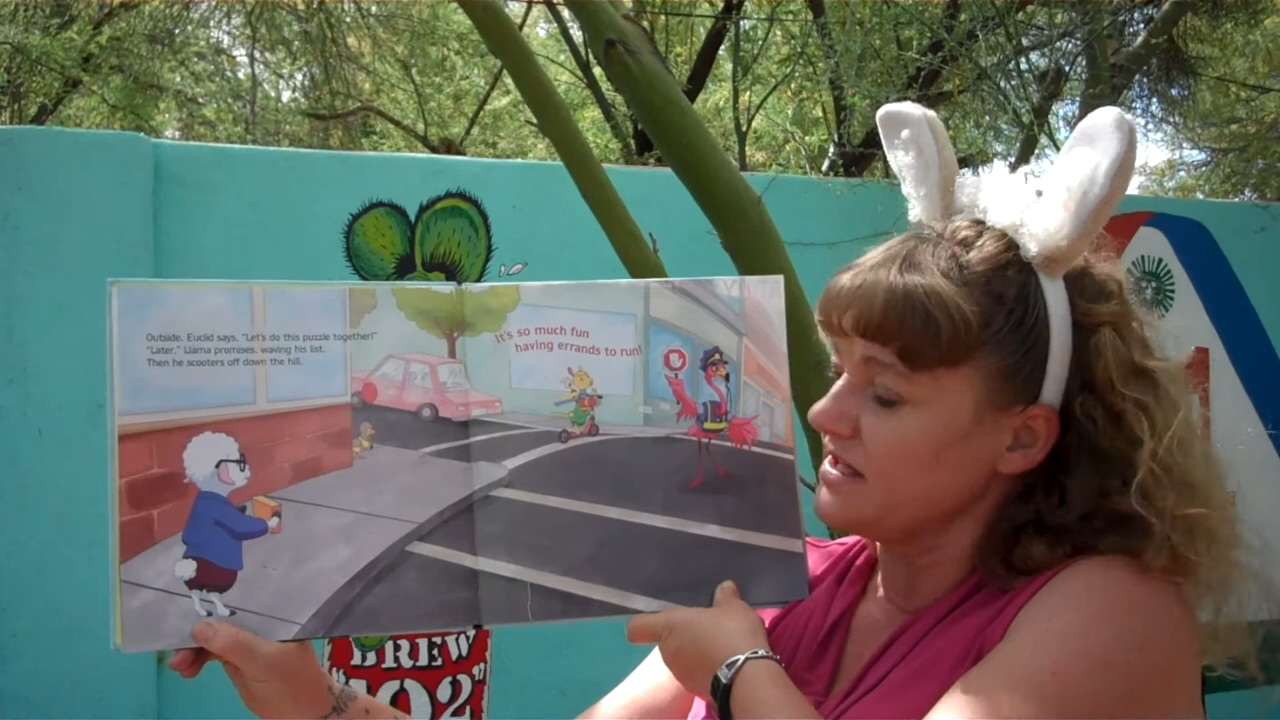 Outside, Euclid says, "Let's do this puzzle together!"
"Later," Llama promises, waving his list.
Then he scooters off down the hill.
It's so much fun
having errands to run!
BREW
"102"